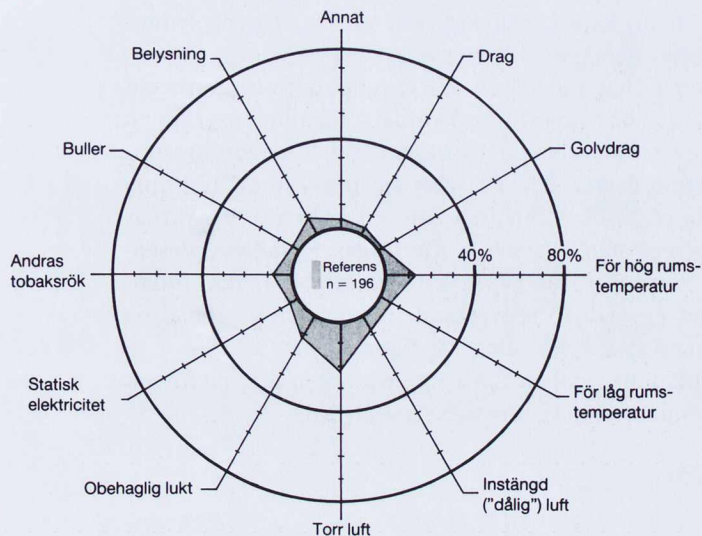 Annat
Belysning
Drag
Buller
Golvdrag
40% 80%
Andras
tobaksrök
Referens
n = 196
För hög rums-
temperatur
Statisk
elektricitet
För låg rums-
temperatur
Obehaglig lukt
Instängd
("dålig") luft
Torr luft